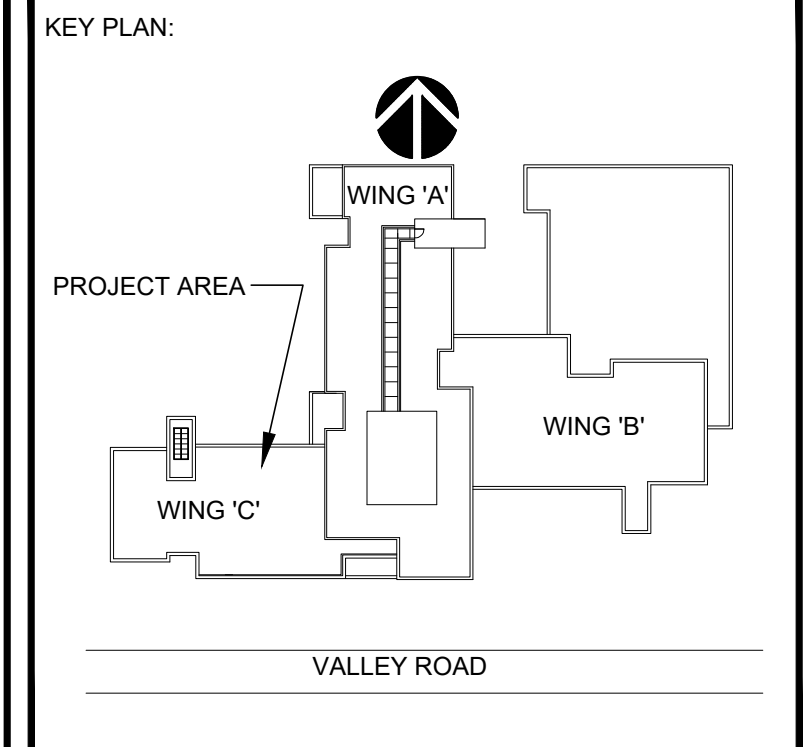 KEY PLAN:
WING 'A'
PROJECT AREA
WING 'B'
WING 'C'
VALLEY ROAD